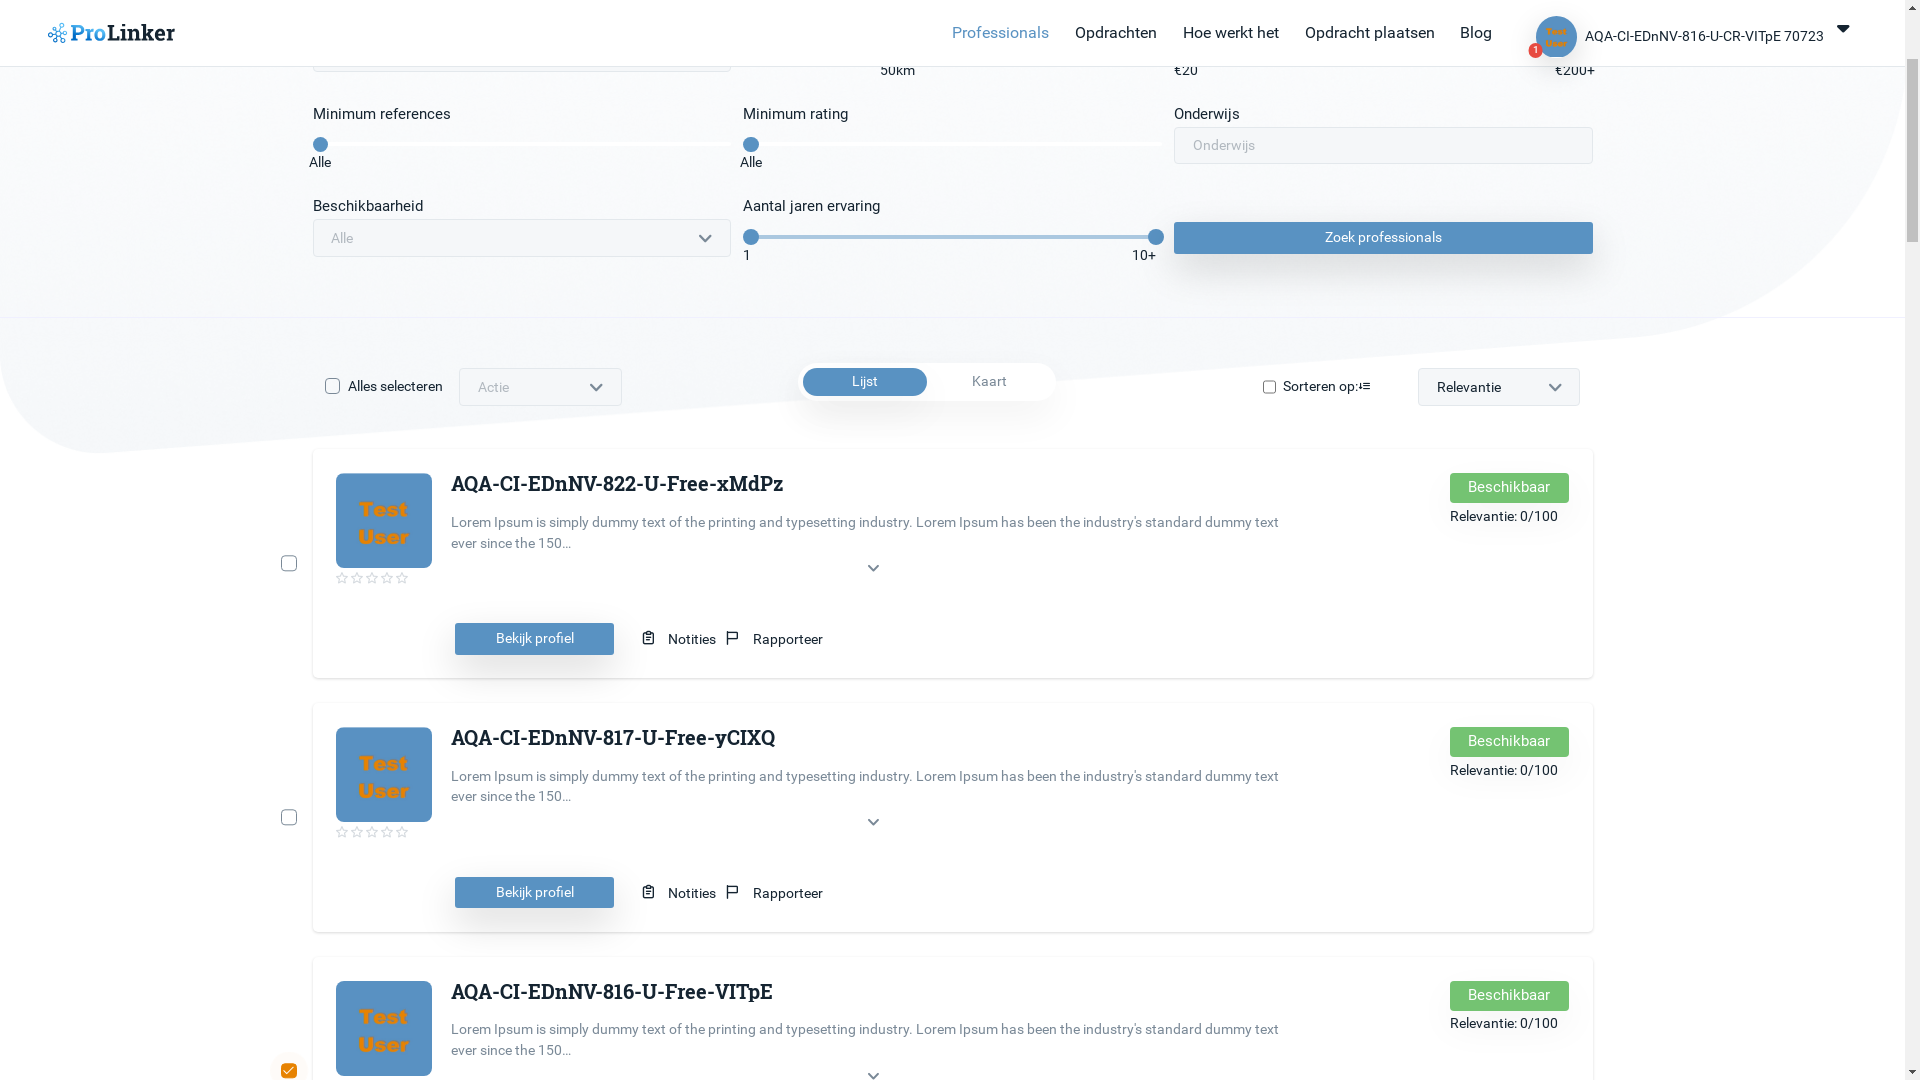 ProLinker
Professionals
Opdrachten
Hoe werkt het
Opdracht plaatsen
Blog
Test User
1
AQA-CI-EDnNV-816-U-CR-VITpE 70723
50km
€20
€200+
Minimum references
Alle
Minimum rating
Alle
Onderwijs
Onderwijs
Beschikbaarheid
Alle
Aantal jaren ervaring
1
10+
Zoek professionals
Alles selecteren
Actie
Lijst
Kaart
Sorteren op:
Relevantie
Test
User
AQA-CI-EDnNV-822-U-Free-xMdPz
Lorem Ipsum is simply dummy text of the printing and typesetting industry. Lorem Ipsum has been the industry's standard dummy text
ever since the 150...
Beschikbaar
Relevantie: 0/100
Bekijk profiel
Notities
Rapporteer
Test
User
AQA-CI-EDnNV-817-U-Free-yCIXQ
Lorem Ipsum is simply dummy text of the printing and typesetting industry. Lorem Ipsum has been the industry's standard dummy text
ever since the 150...
Beschikbaar
Relevantie: 0/100
Bekijk profiel
Notities
Rapporteer
Test
User
AQA-CI-EDnNV-816-U-Free-VITpE
Lorem Ipsum is simply dummy text of the printing and typesetting industry. Lorem Ipsum has been the industry's standard dummy text
ever since the 150...
Beschikbaar
Relevantie: 0/100